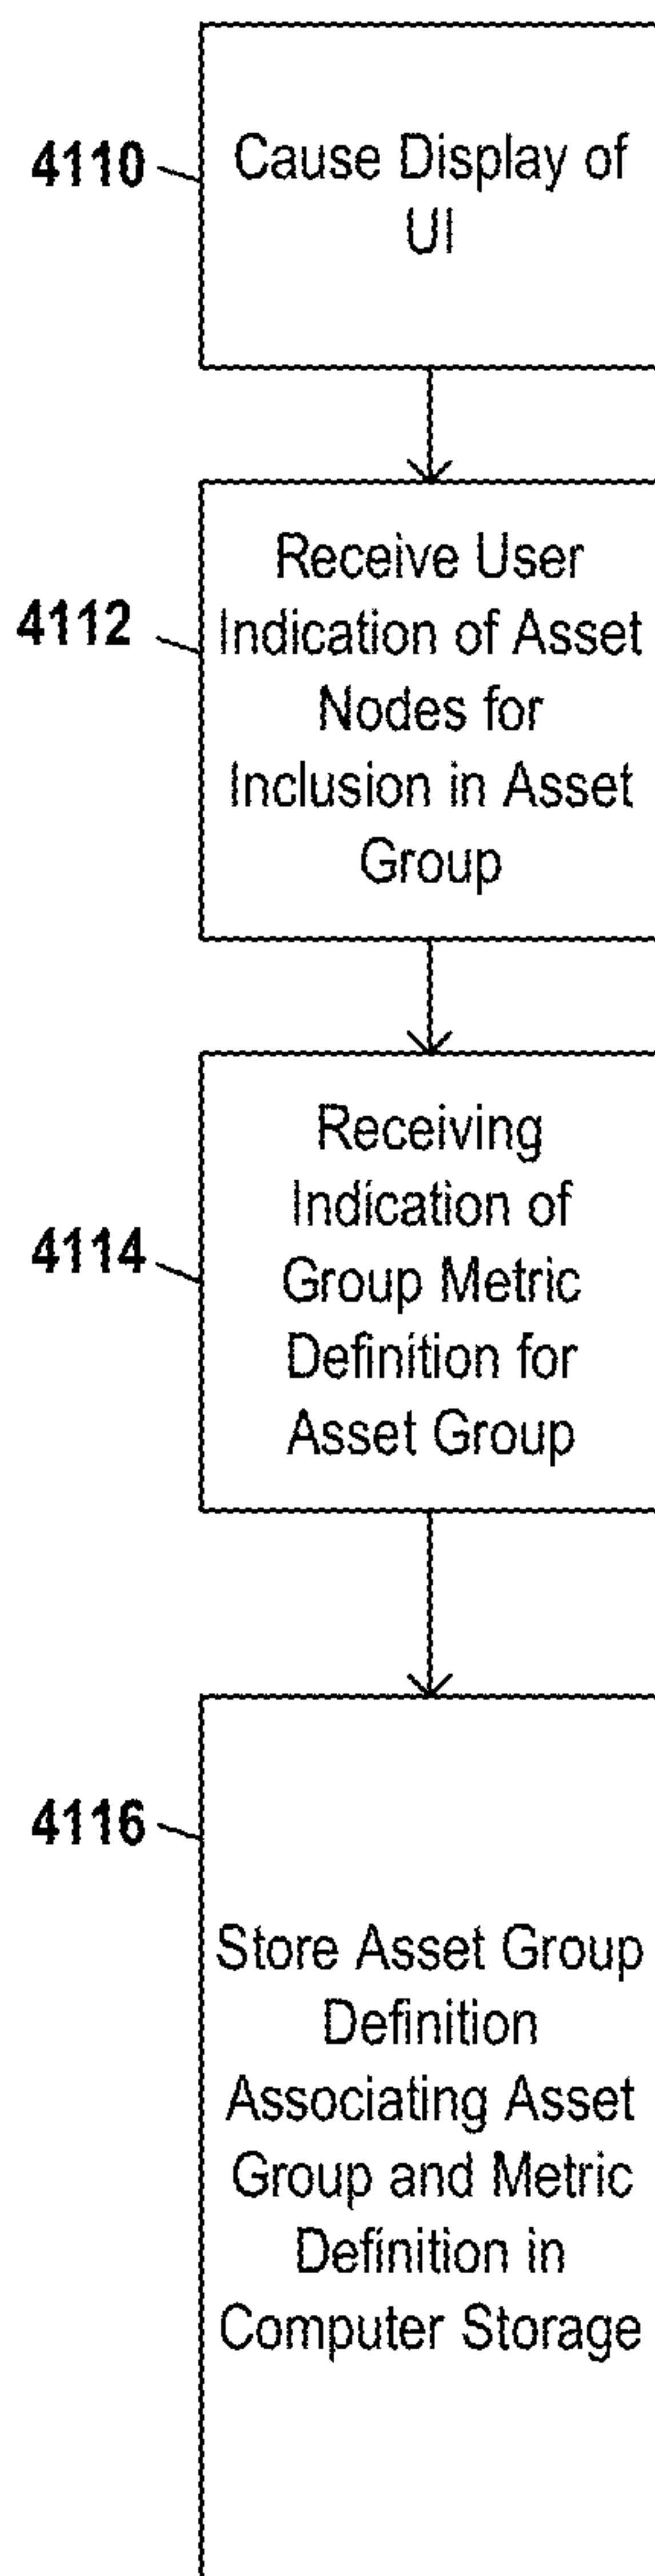 4110
Cause Display of
UI
4112
Receive User
Indication of Asset
Nodes for
Inclusion in Asset
Group
4114
Receiving
Indication of
Group Metric
Definition for
Asset Group
4116
Store Asset Group
Definition
Associating Asset
Group and Metric
Definition in
Computer Storage